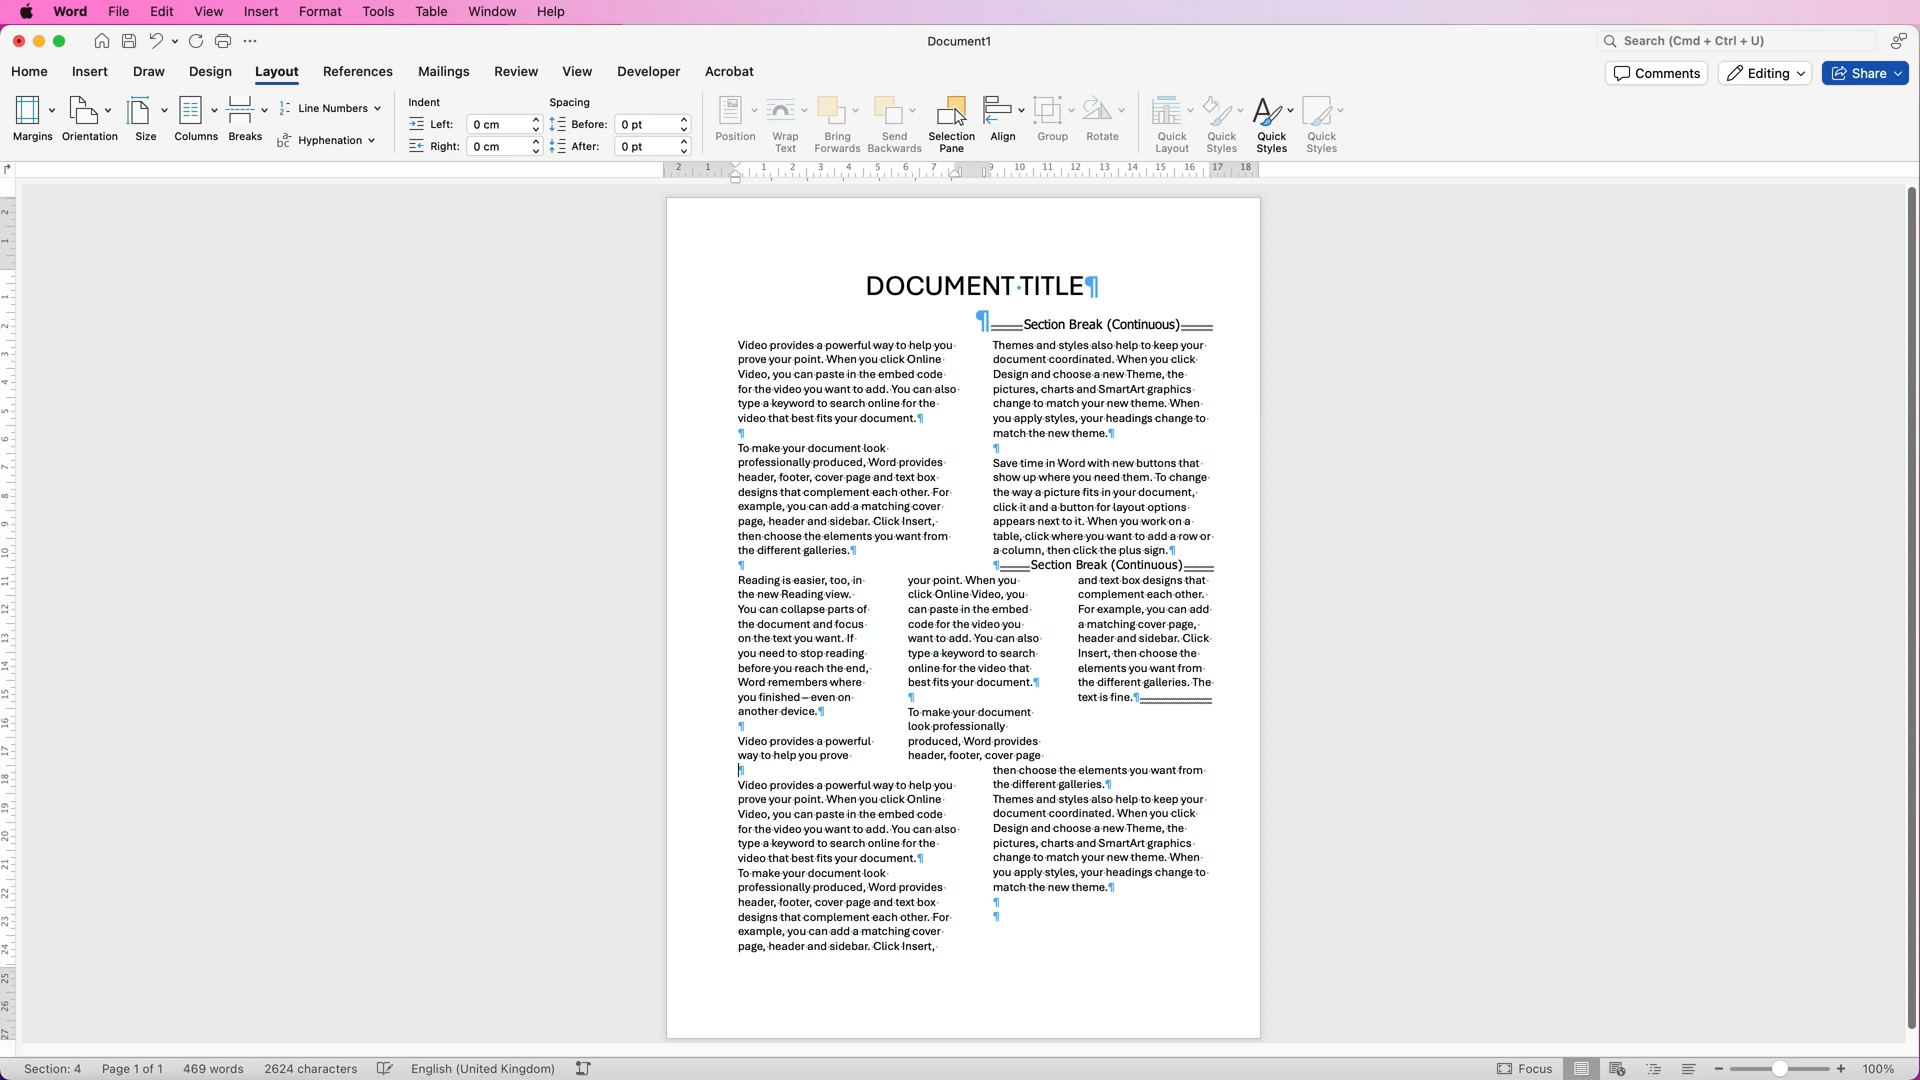 Word File Edit View Insert Format Tools Table Window Help
Document1
Search (Cmd + Ctrl + U)
Home Insert Draw Design Layout References Mailings Review View Developer Acrobat
Comments Editing Share
Margins Orientation Size Columns Breaks
Line Numbers
Hyphenation
Indent
Left: 0 cm
Right: 0 cm
Spacing
Before: 0 pt
After: 0 pt
Position
Wrap Text
Bring Forwards
Send Backwards
Selection Pane
Align Group Rotate
Quick Layout
Quick Styles
Quick Styles
Quick Styles
2 1 1 2 3 4 5 6 7 9 10 11 12 13 14 15 16 17 18
DOCUMENT·TITLE¶
¶Section Break (Continuous)
Video·provides·a·powerful·way·to·help·you·
prove·your·point.·When·you·click·Online·
Video,·you·can·paste·in·the·embed·code·
for·the·video·you·want·to·add.·You·can·also·
type·a·keyword·to·search·online·for·the·
video·that·best·fits·your·document.¶
¶
To·make·your·document·look·
professionally·produced,·Word·provides·
header,·footer,·cover·page·and·text·box·
designs·that·complement·each·other.·For·
example,·you·can·add·a·matching·cover·
page,·header·and·sidebar.·Click·Insert,·
then·choose·the·elements·you·want·from·
the·different·galleries.¶
¶
Themes·and·styles·also·help·to·keep·your·
document·coordinated.·When·you·click·
Design·and·choose·a·new·Theme,·the·
pictures,·charts·and·SmartArt·graphics·
change·to·match·your·new·theme.·When·
you·apply·styles,·your·headings·change·to·
match·the·new·theme.¶
¶
Save·time·in·Word·with·new·buttons·that·
show·up·where·you·need·them.·To·change·
the·way·a·picture·fits·in·your·document,·
click·it·and·a·button·for·layout·options·
appears·next·to·it.·When·you·work·on·a·
table,·click·where·you·want·to·add·a·row·or·
a·column,·then·click·the·plus·sign.¶
¶Section Break (Continuous)
Reading·is·easier,·too,·in·
the·new·Reading·view.·
You·can·collapse·parts·of·
the·document·and·focus·
on·the·text·you·want.·If·
you·need·to·stop·reading·
before·you·reach·the·end,·
Word·remembers·where·
you·finished·–·even·on·
another·device.¶
¶
Video·provides·a·powerful·
way·to·help·you·prove·
your·point.·When·you·
click·Online·Video,·you·
can·paste·in·the·embed·
code·for·the·video·you·
want·to·add.·You·can·also·
type·a·keyword·to·search·
online·for·the·video·that·
best·fits·your·document.¶
¶
To·make·your·document·
look·professionally·
produced,·Word·provides·
header,·footer,·cover·page·
and·text·box·designs·that·
complement·each·other.·
For·example,·you·can·add·
a·matching·cover·page,·
header·and·sidebar.·Click·
Insert,·then·choose·the·
elements·you·want·from·
the·different·galleries.·The·
text·is·fine.¶
¶
Video·provides·a·powerful·way·to·help·you·
prove·your·point.·When·you·click·Online·
Video,·you·can·paste·in·the·embed·code·
for·the·video·you·want·to·add.·You·can·also·
type·a·keyword·to·search·online·for·the·
video·that·best·fits·your·document.¶
To·make·your·document·look·
professionally·produced,·Word·provides·
header,·footer,·cover·page·and·text·box·
designs·that·complement·each·other.·For·
example,·you·can·add·a·matching·cover·
page,·header·and·sidebar.·Click·Insert,·
then·choose·the·elements·you·want·from·
the·different·galleries.¶
Themes·and·styles·also·help·to·keep·your·
document·coordinated.·When·you·click·
Design·and·choose·a·new·Theme,·the·
pictures,·charts·and·SmartArt·graphics·
change·to·match·your·new·theme.·When·
you·apply·styles,·your·headings·change·to·
match·the·new·theme.¶
¶
¶
Section: 4 Page 1 of 1 469 words 2624 characters English (United Kingdom) Focus 100%